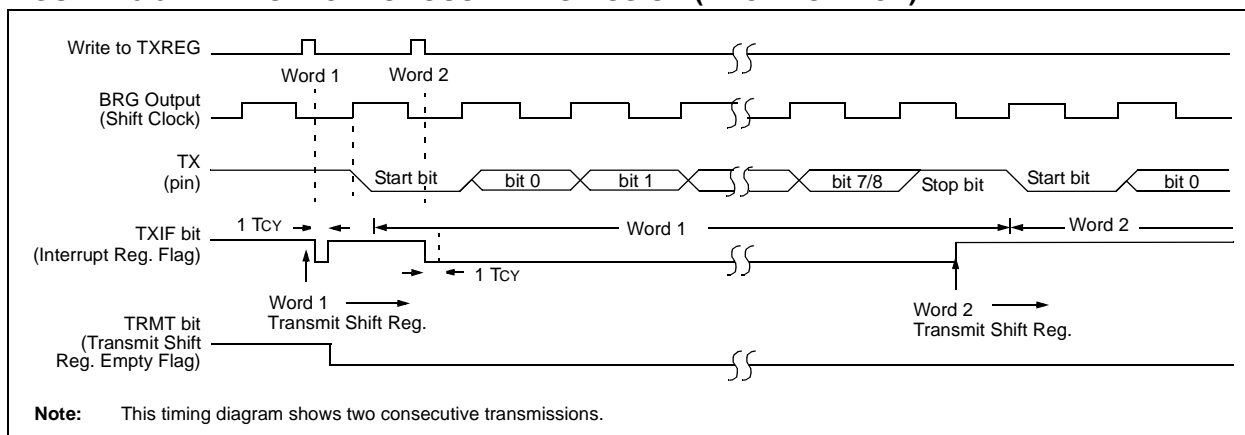 Write to TXREG
Word 1
Word 2
BRG Output
(Shift Clock)
TX
(pin)
Start bit
bit 0
bit 1
bit 7/8
Stop bit
Start bit
bit 0
1 TCY
TXIF bit
(Interrupt Reg. Flag)
Word 1
Word 2
1 TCY
Word 1
Transmit Shift Reg.
Word 2
Transmit Shift Reg.
TRMT bit
(Transmit Shift
Reg. Empty Flag)
Note: This timing diagram shows two consecutive transmissions.